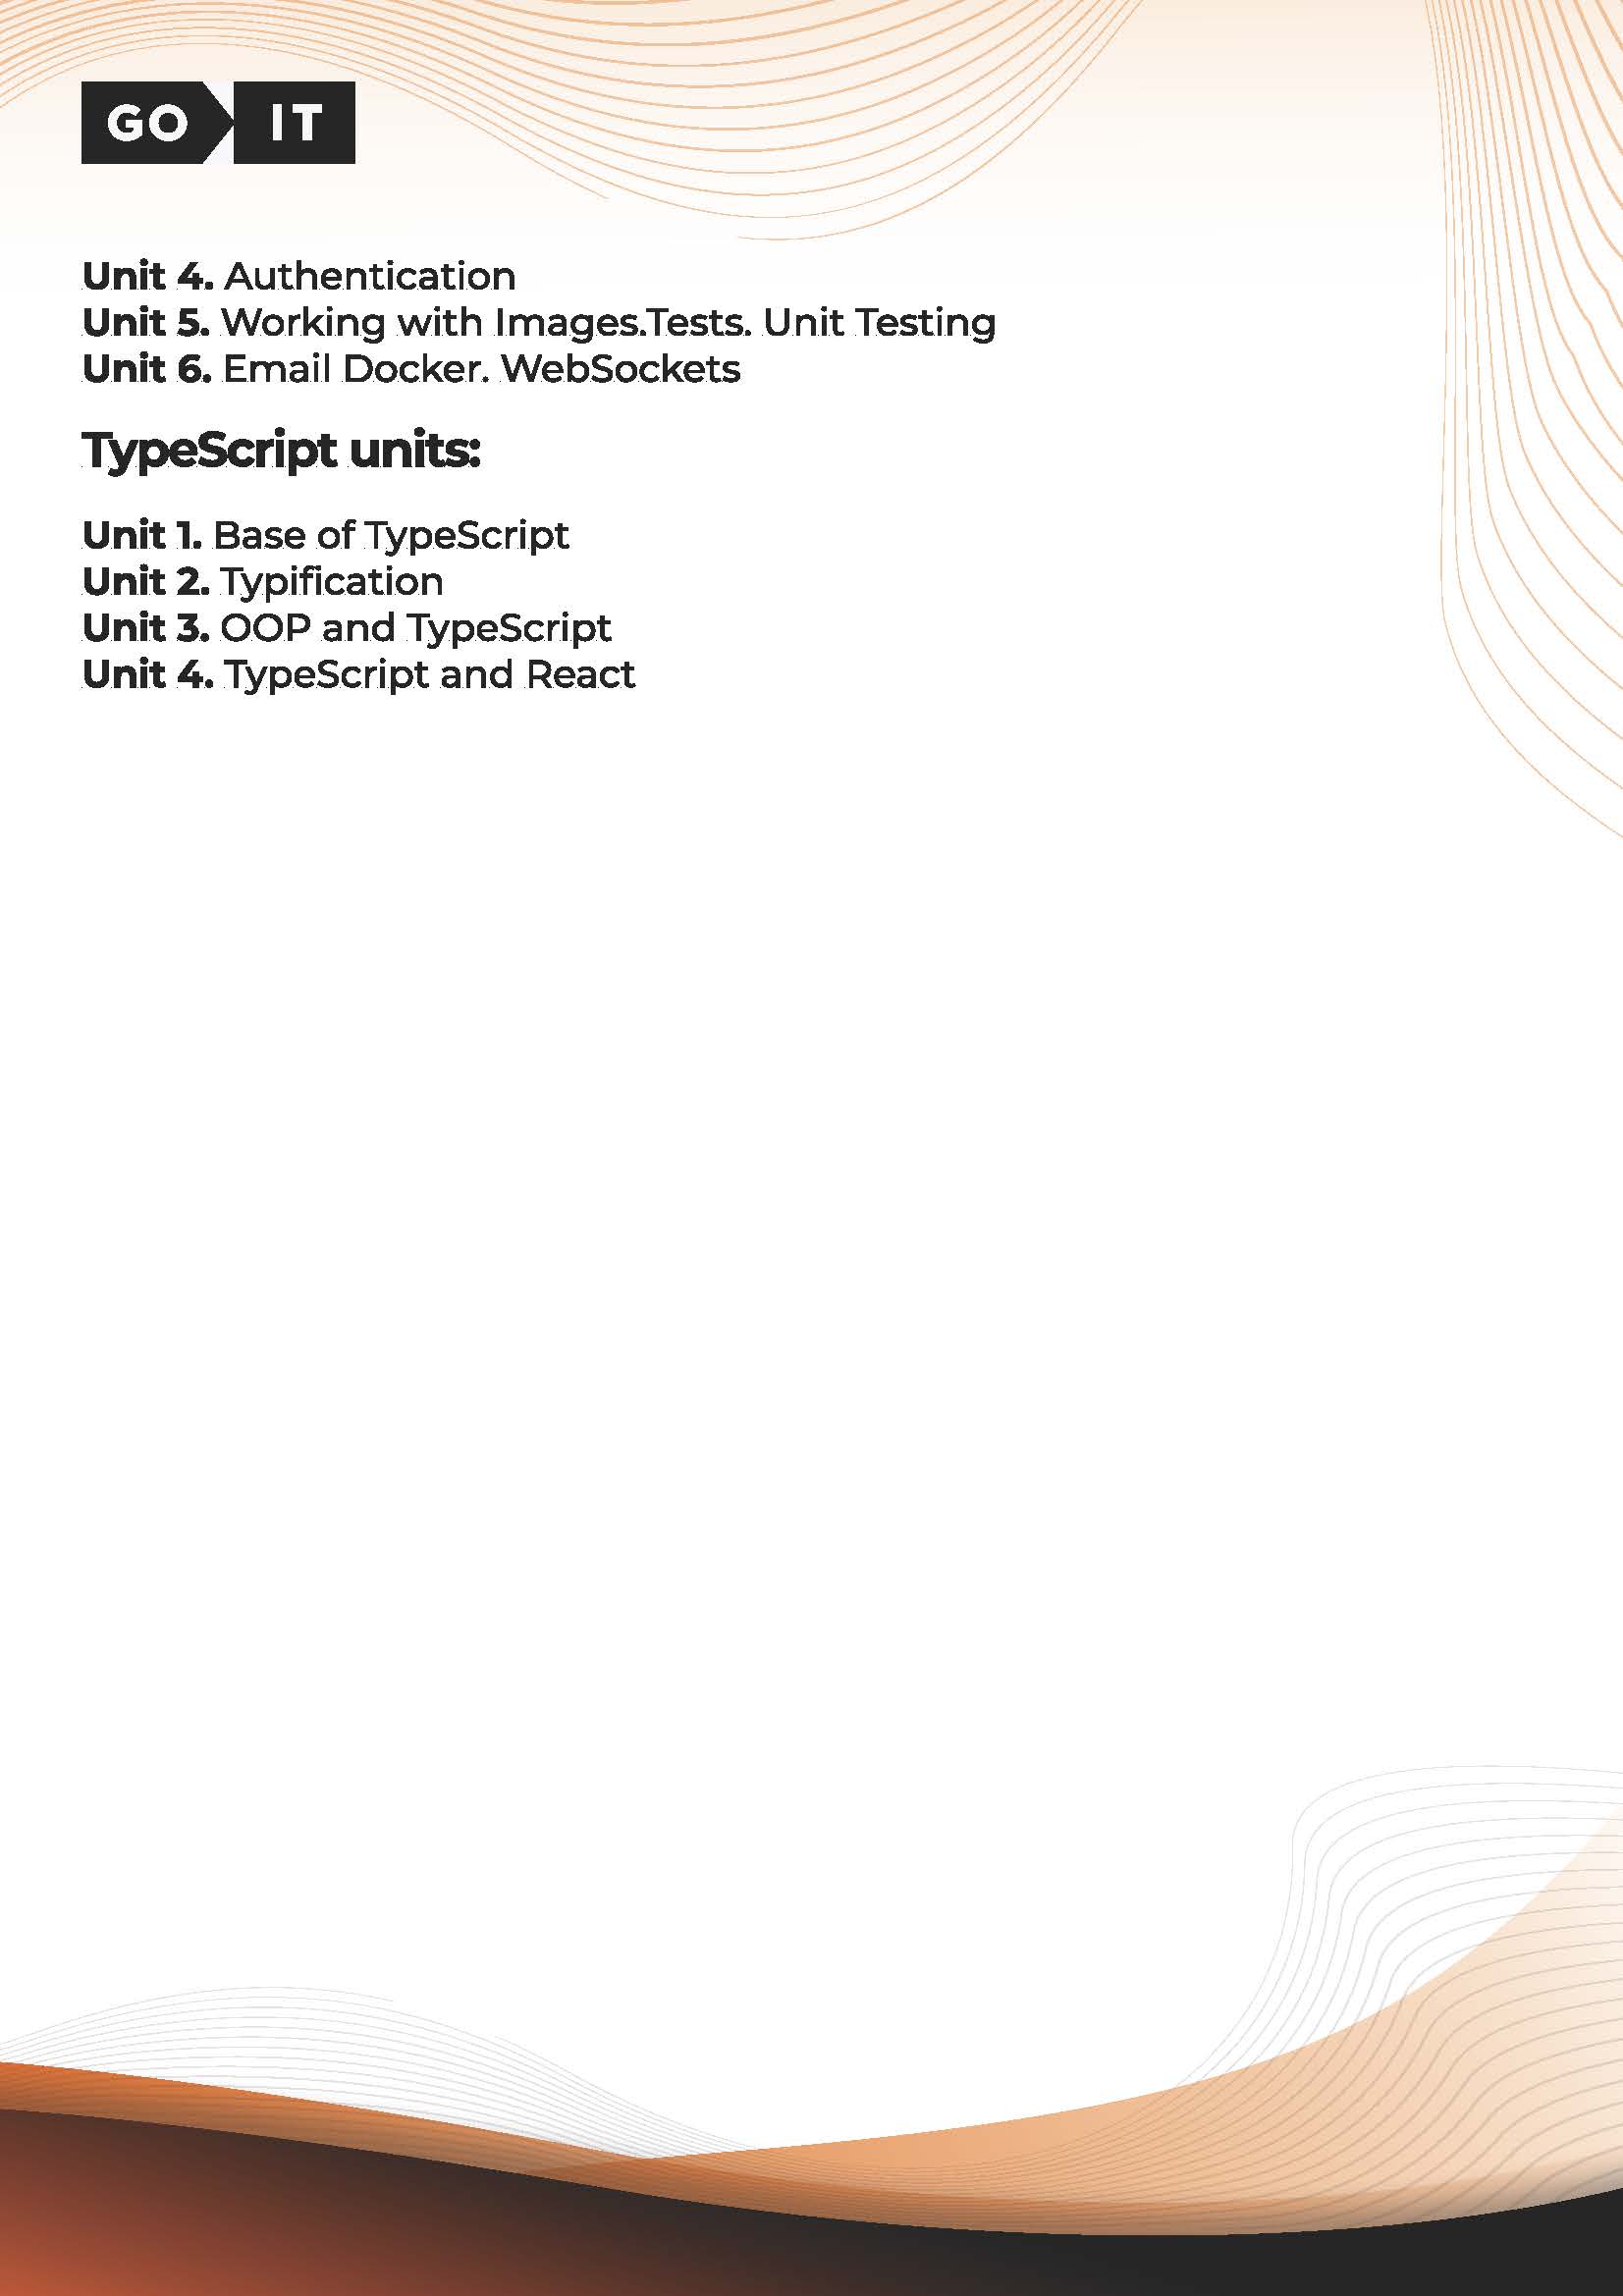 GO IT
Unit 4. Authentication
Unit 5. Working with Images.Tests. Unit Testing
Unit 6. Email Docker. WebSockets
TypeScript units:
Unit 1. Base of TypeScript
Unit 2. Typification
Unit 3. OOP and TypeScript
Unit 4. TypeScript and React